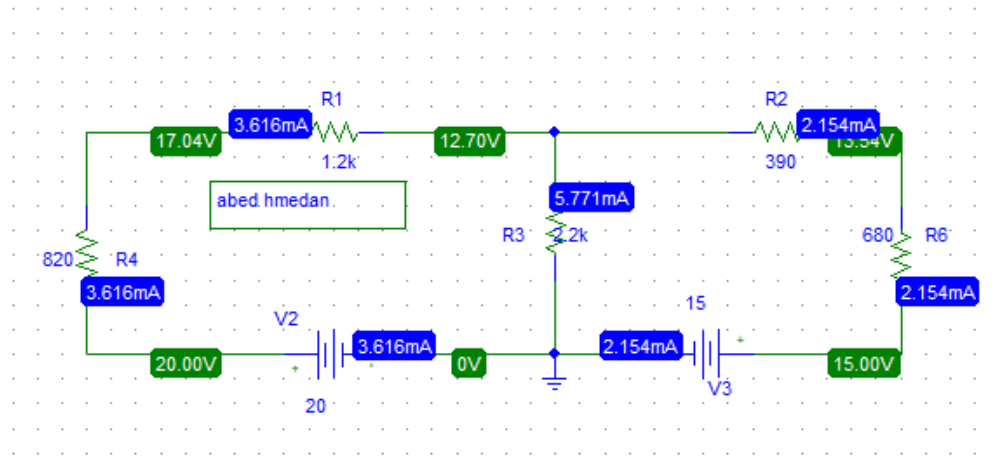 R1
R2
3.616mA
2.154mA
17.04V
12.70V
13.54V
1.2k
390
abed.hmedan.
5.771mA
R3
2.2k
820
R4
680
R6
3.616mA
2.154mA
15
V2
3.616mA
2.154mA
+
20.00V
+
0V
15.00V
V3
20